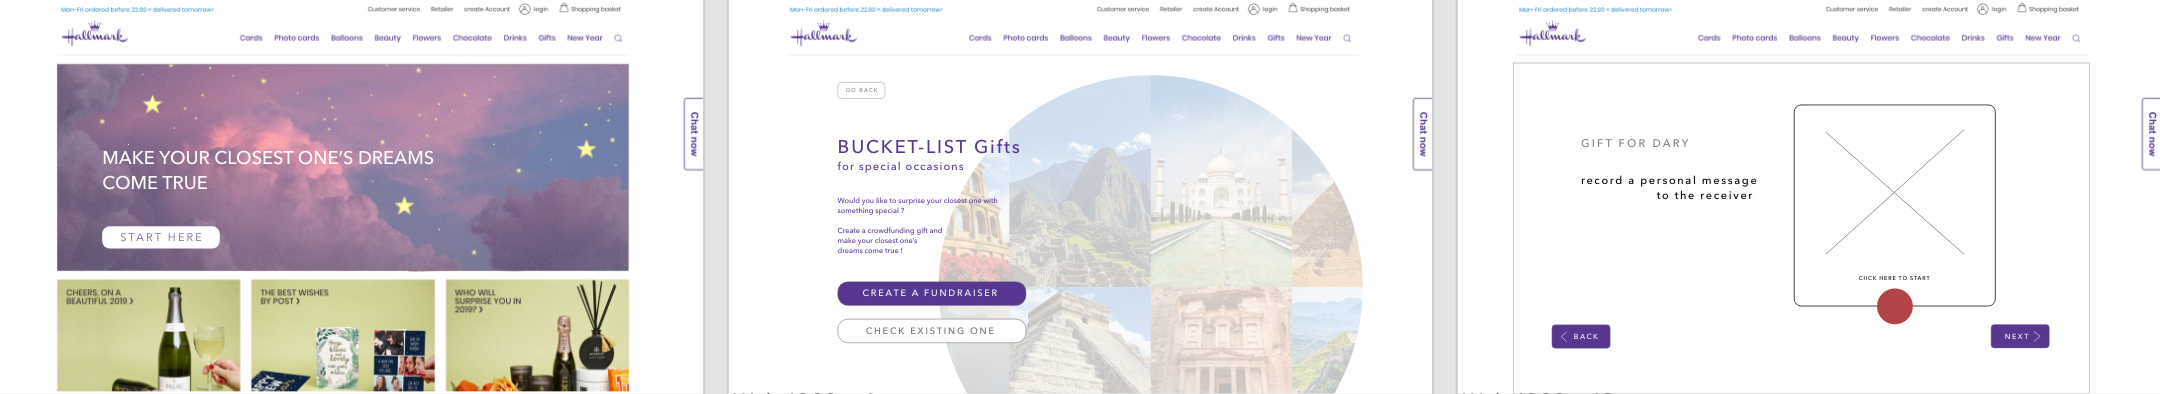 Mon-Fri ordered before 22.00 = delivered tomorrow>
Customer service Retailer create Account login Shopping basket
Hallmark
Cards Photo cards Balloons Beauty Flowers Chocolate Drinks Gifts New Year
MAKE YOUR CLOSEST ONE'S DREAMS
COME TRUE
START HERE
Chat now
CHEERS, ON A
BEAUTIFUL 2019 >
THE BEST WISHES
BY POST >
WHO WILL
SURPRISE YOU IN
2019? >
Mon-Fri ordered before 22.00 = delivered tomorrow>
Customer service Retailer create Account login Shopping basket
Hallmark
Cards Photo cards Balloons Beauty Flowers Chocolate Drinks Gifts New Year
GO BACK
BUCKET-LIST Gifts
for special occasions
Would you like to surprise your closest one with
something special ?
Create a crowdfunding gift and
make your closest one's
dreams come true !
CREATE A FUNDRAISER
CHECK EXISTING ONE
Chat now
Mon-Fri ordered before 22.00 = delivered tomorrow>
Customer service Retailer create Account login Shopping basket
Hallmark
Cards Photo cards Balloons Beauty Flowers Chocolate Drinks Gifts New Year
GIFT FOR DARY
record a personal message
to the receiver
CLICK HERE TO START
BACK
NEXT
Chat now